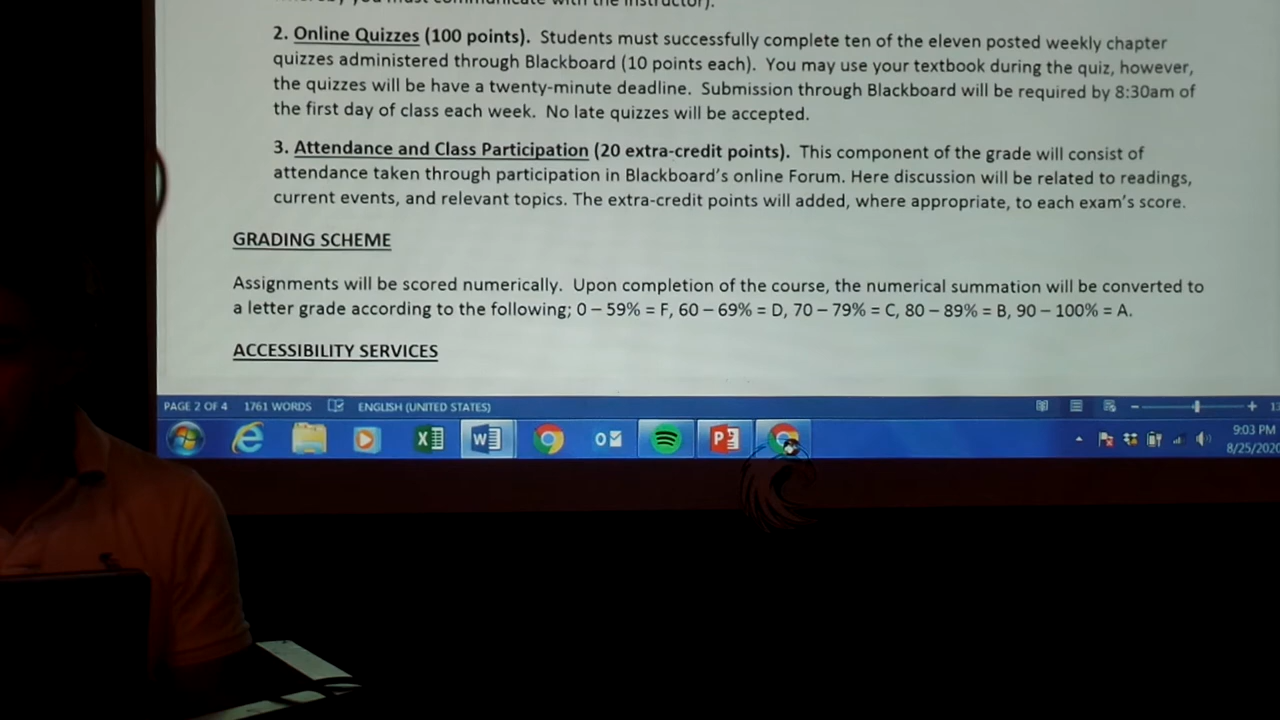 whereby you must communicate with the instructor).
2. Online Quizzes (100 points). Students must successfully complete ten of the eleven posted weekly chapter
quizzes administered through Blackboard (10 points each). You may use your textbook during the quiz, however,
the quizzes will be have a twenty-minute deadline. Submission through Blackboard will be required by 8:30am of
the first day of class each week. No late quizzes will be accepted.
3. Attendance and Class Participation (20 extra-credit points). This component of the grade will consist of
attendance taken through participation in Blackboard's online Forum. Here discussion will be related to readings,
current events, and relevant topics. The extra-credit points will added, where appropriate, to each exam's score.
GRADING SCHEME
Assignments will be scored numerically. Upon completion of the course, the numerical summation will be converted to
a letter grade according to the following; 0 – 59% = F, 60 – 69% = D, 70 – 79% = C, 80 – 89% = B, 90 – 100% = A.
ACCESSIBILITY SERVICES
PAGE 2 OF 4 1761 WORDS ENGLISH (UNITED STATES)
9:03 PM
8/25/2020